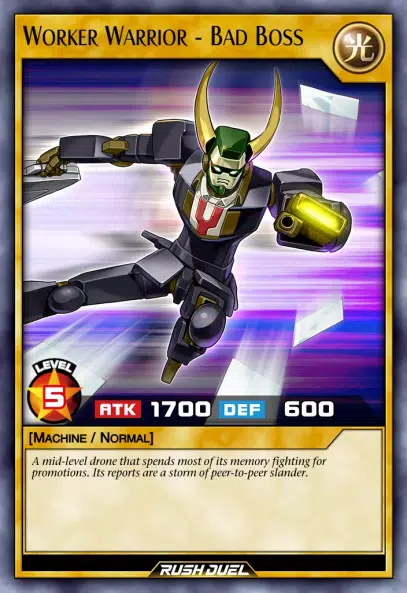 Worker Warrior - Bad Boss
光
LEVEL
5
ATK 1700 DEF 600
[Machine / Normal]
A mid-level drone that spends most of its memory fighting for
promotions. Its reports are a storm of peer-to-peer slander.
RUSH DUEL